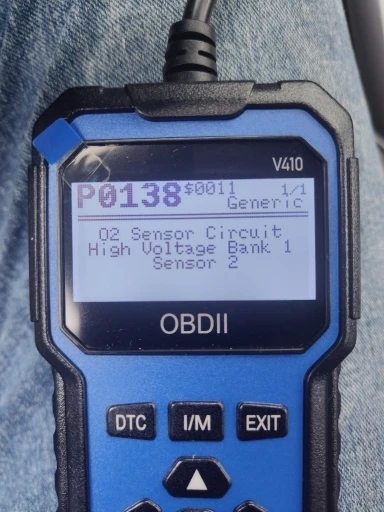 V410
P0138 $0011 1/1
Generic
O2 Sensor Circuit
High Voltage Bank 1
Sensor 2
OBDII
DTC I/M EXIT